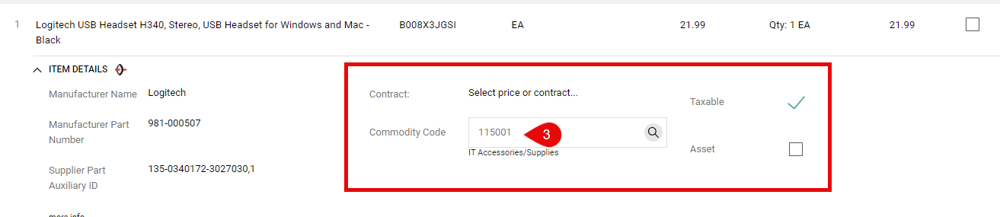 1 Logitech USB Headset H340, Stereo, USB Headset for Windows and Mac - B008X3JGSI EA 21.99 Qty: 1 EA 21.99
Black
ITEM DETAILS
Manufacturer Name Logitech
Manufacturer Part 981-000507
Number
Supplier Part 135-0340172-3027030,1
Auxiliary ID
more info
Contract: Select price or contract...
Commodity Code 115001 3
IT Accessories/Supplies
Taxable
Asset